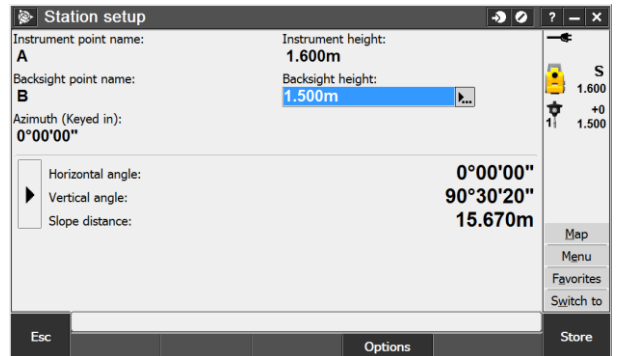 Station setup
? – ×
Instrument point name:
A
Instrument height:
1.600m
Backsight point name:
B
Backsight height:
1.500m
Azimuth (Keyed in):
0°00'00"
Horizontal angle: 0°00'00"
Vertical angle: 90°30'20"
Slope distance: 15.670m
S
1.600
+0
1 1.500
Map
Menu
Favorites
Switch to
Esc
Options
Store